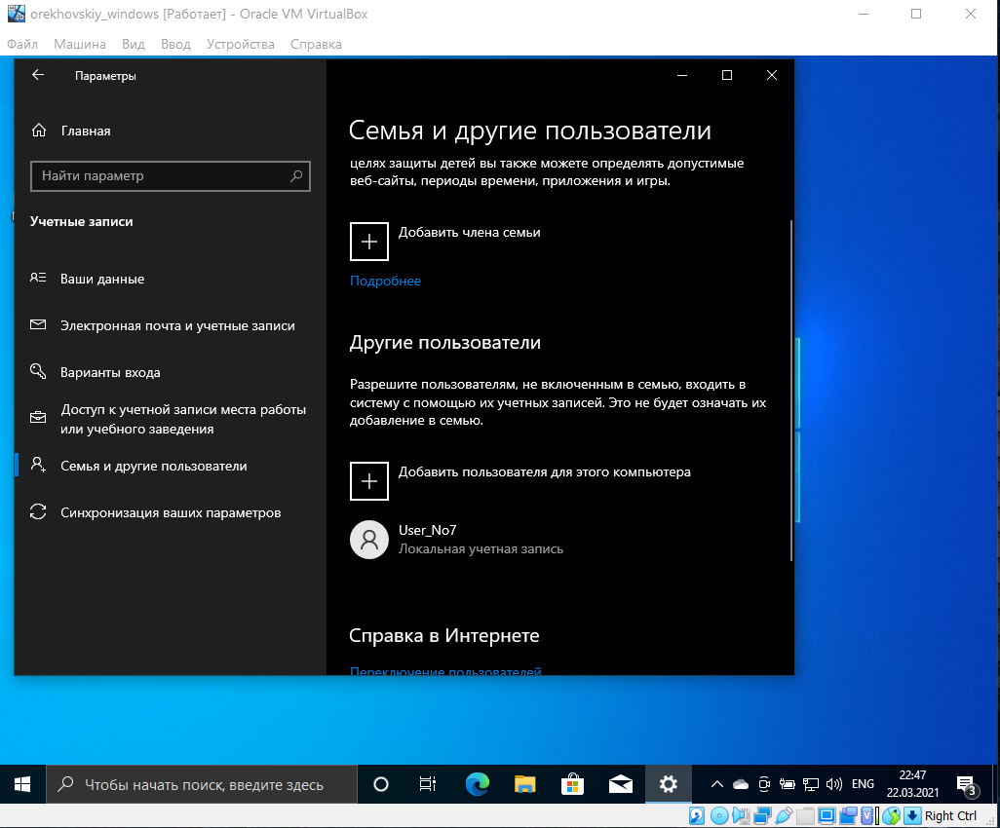 orekhovskiy_windows [Работает] - Oracle VM VirtualBox
Файл Машина Вид Ввод Устройства Справка
Параметры
Главная
Найти параметр
Учетные записи
Ваши данные
Электронная почта и учетные записи
Варианты входа
Доступ к учетной записи места работы
или учебного заведения
Семья и другие пользователи
Синхронизация ваших параметров
Семья и другие пользователи
целях защиты детей вы также можете определять допустимые
веб-сайты, периоды времени, приложения и игры.
Добавить члена семьи
Подробнее
Другие пользователи
Разрешите пользователям, не включенным в семью, входить в
систему с помощью их учетных записей. Это не будет означать их
добавление в семью.
Добавить пользователя для этого компьютера
User_No7
Локальная учетная запись
Справка в Интернете
Переключение пользователей
Чтобы начать поиск, введите здесь
ENG
22:47
22.03.2021
3
Right Ctrl